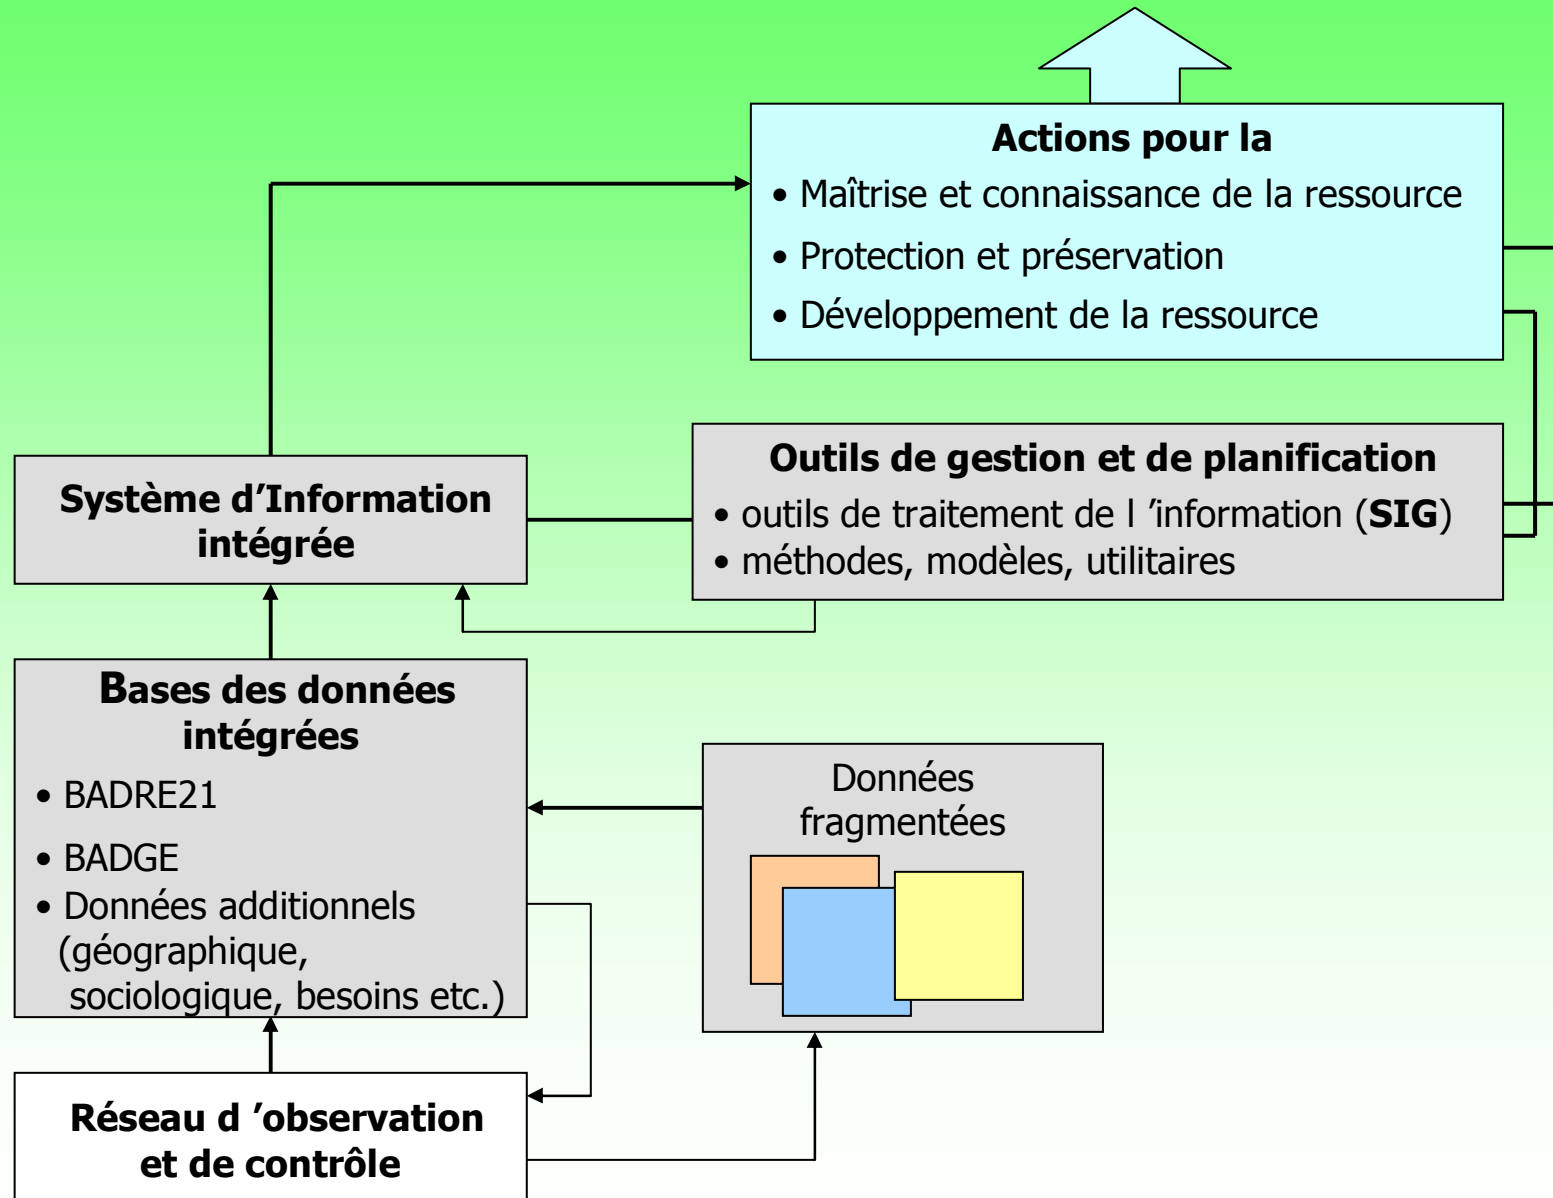 Actions pour la
• Maîtrise et connaissance de la ressource
• Protection et préservation
• Développement de la ressource
Outils de gestion et de planification
• outils de traitement de l ’information (SIG)
• méthodes, modèles, utilitaires
Système d’Information
intégrée
Bases des données
intégrées
• BADRE21
• BADGE
• Données additionnels
(géographique,
sociologique, besoins etc.)
Données
fragmentées
Réseau d ’observation
et de contrôle